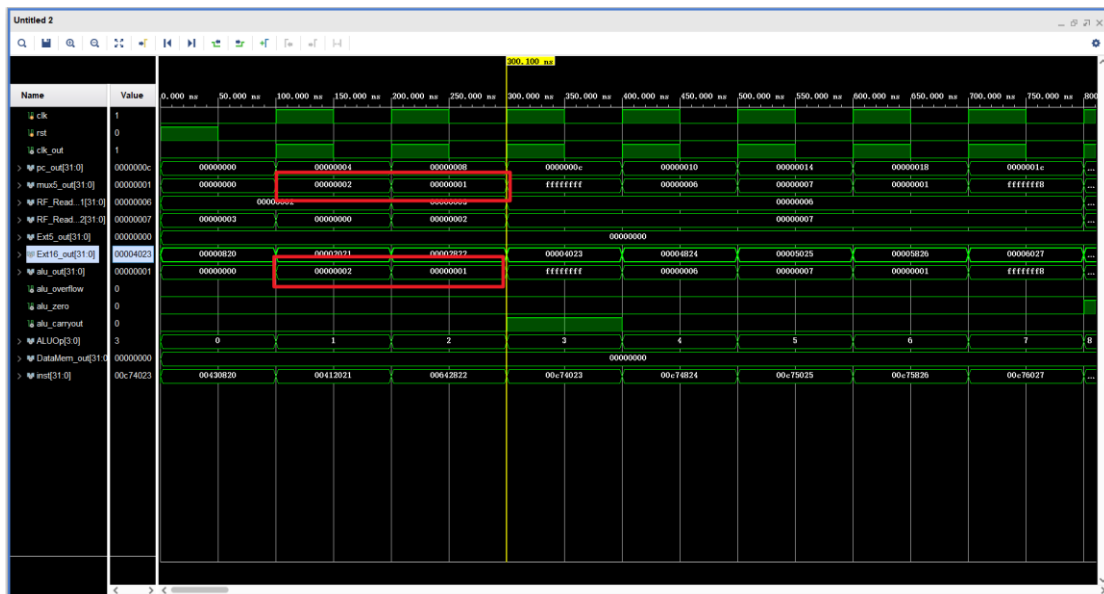 Untitled 2
300.100 ns
Name Value 0.000 ns 50.000 ns 100.000 ns 150.000 ns 200.000 ns 250.000 ns 300.000 ns 350.000 ns 400.000 ns 450.000 ns 500.000 ns 550.000 ns 600.000 ns 650.000 ns 700.000 ns 750.000 ns 800
clk 1
rst 0
clk_out 1
pc_out[31:0] 0000000c 00000000 00000004 00000008 0000000c 00000010 00000014 00000018 0000001c ...
mux5_out[31:0] 00000001 00000000 00000002 00000001 ffffffff 00000006 00000007 00000001 fffffff8 ...
RF_Read...1[31:0] 00000006 00000006 ...
RF_Read...2[31:0] 00000007 00000003 00000000 00000002 00000007 ...
Ext5_out[31:0] 00000000 00000000
Ext16_out[31:0] 00004023 00000820 00002021 00002822 00004023 00004824 00005025 00005826 00006027 ...
alu_out[31:0] 00000001 00000000 00000002 00000001 ffffffff 00000006 00000007 00000001 fffffff8 ...
alu_overflow 0
alu_zero 0
alu_carryout 0
ALUOp[3:0] 3 0 1 2 3 4 5 6 7 8
DataMem_out[31:0 00000000 00000000
inst[31:0] 00c74023 00430820 00412021 00642822 00c74023 00c74824 00c75025 00c75826 00c76027 ...